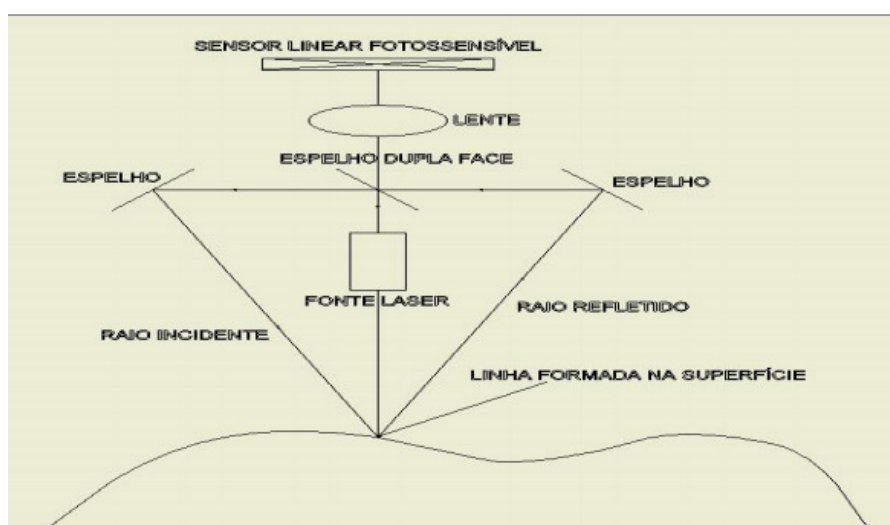 SENSOR LINEAR FOTOSSENSÍVEL
LENTE
ESPELHO DUPLA FACE
ESPELHO
ESPELHO
FONTE LASER
RAIO REFLETIDO
RAIO INCIDENTE
LINHA FORMADA NA SUPERFÍCIE